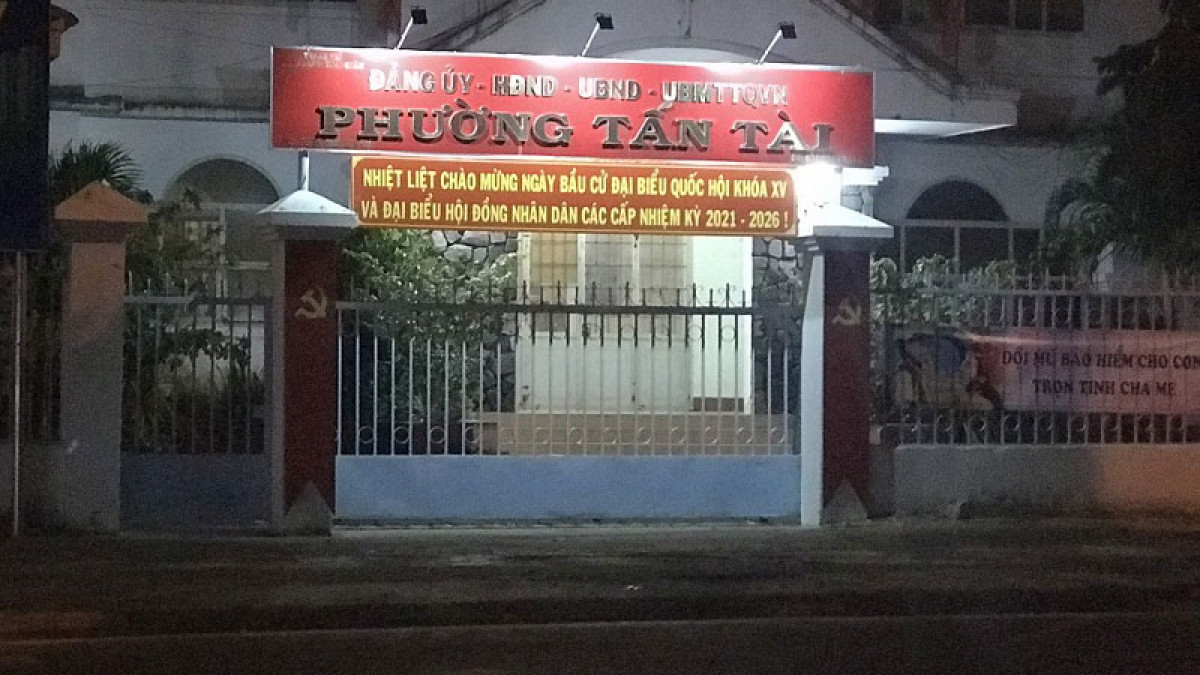 ĐẢNG ỦY - HĐND - UBND - UBMTTQVN
PHƯỜNG TẤN TÀI
NHIỆT LIỆT CHÀO MỪNG NGÀY BẦU CỬ ĐẠI BIỂU QUỐC HỘI KHÓA XV
VÀ ĐẠI BIỂU HỘI ĐỒNG NHÂN DÂN CÁC CẤP NHIỆM KỲ 2021 - 2026 !
ĐỘI MŨ BẢO HIỂM CHO CON
TRỌN TÌNH CHA MẸ